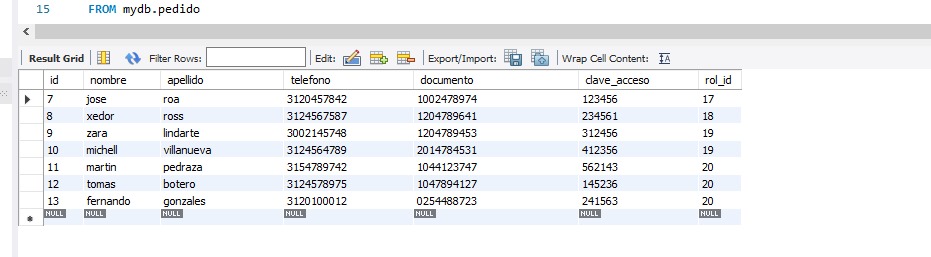 15 FROM mydb.pedido
Result Grid Filter Rows: Edit: Export/Import: Wrap Cell Content: IA
id nombre apellido telefono documento clave_acceso rol_id
7 jose roa 3120457842 1002478974 123456 17
8 xedor ross 3124567587 1204789641 234561 18
9 zara lindarte 3002145748 1204789453 312456 19
10 michell villanueva 3124564789 2014784531 412356 19
11 martin pedraza 3154789742 1044123747 562143 20
12 tomas botero 3124578975 1047894127 145236 20
13 fernando gonzales 3120100012 0254488723 241563 20
NULL NULL NULL NULL NULL NULL NULL